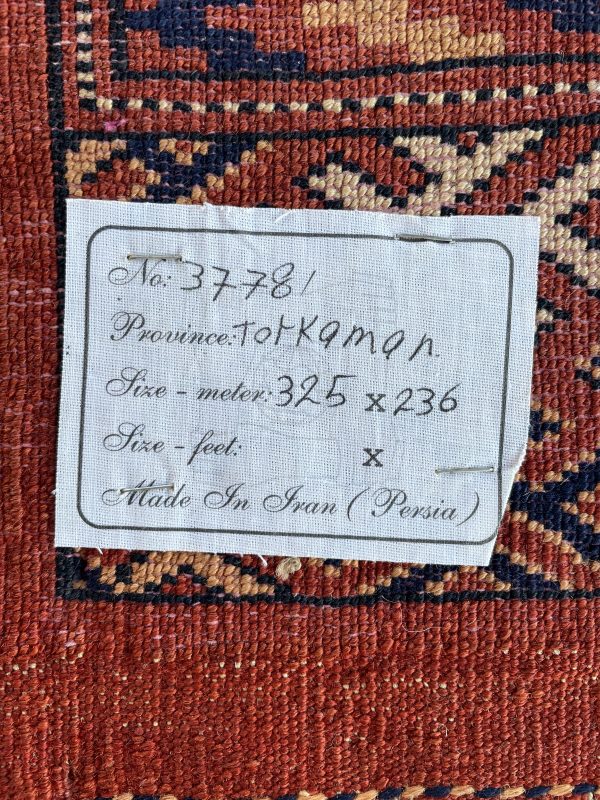 No: 37781
Province: torkaman
Size - meter: 325 x 236
Size - feet: x
Made In Iran (Persia)